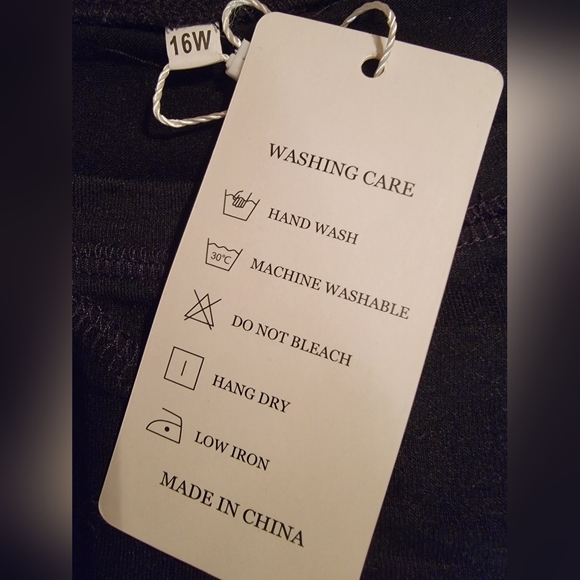 16W
WASHING CARE
HAND WASH
30°C MACHINE WASHABLE
DO NOT BLEACH
HANG DRY
LOW IRON
MADE IN CHINA